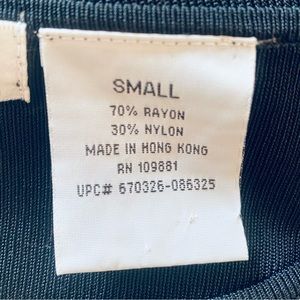 SMALL
70% RAYON
30% NYLON
MADE IN HONG KONG
RN 109881
UPC# 670326-086325